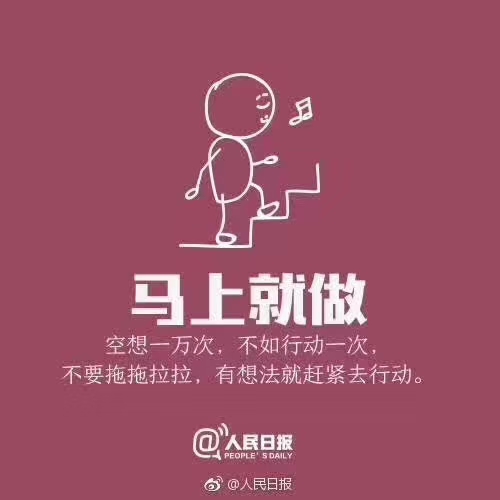 马上就做
空想一万次，不如行动一次，
不要拖拖拉拉，有想法就赶紧去行动。
@人民日报
PEOPLE'S DAILY
@人民日报